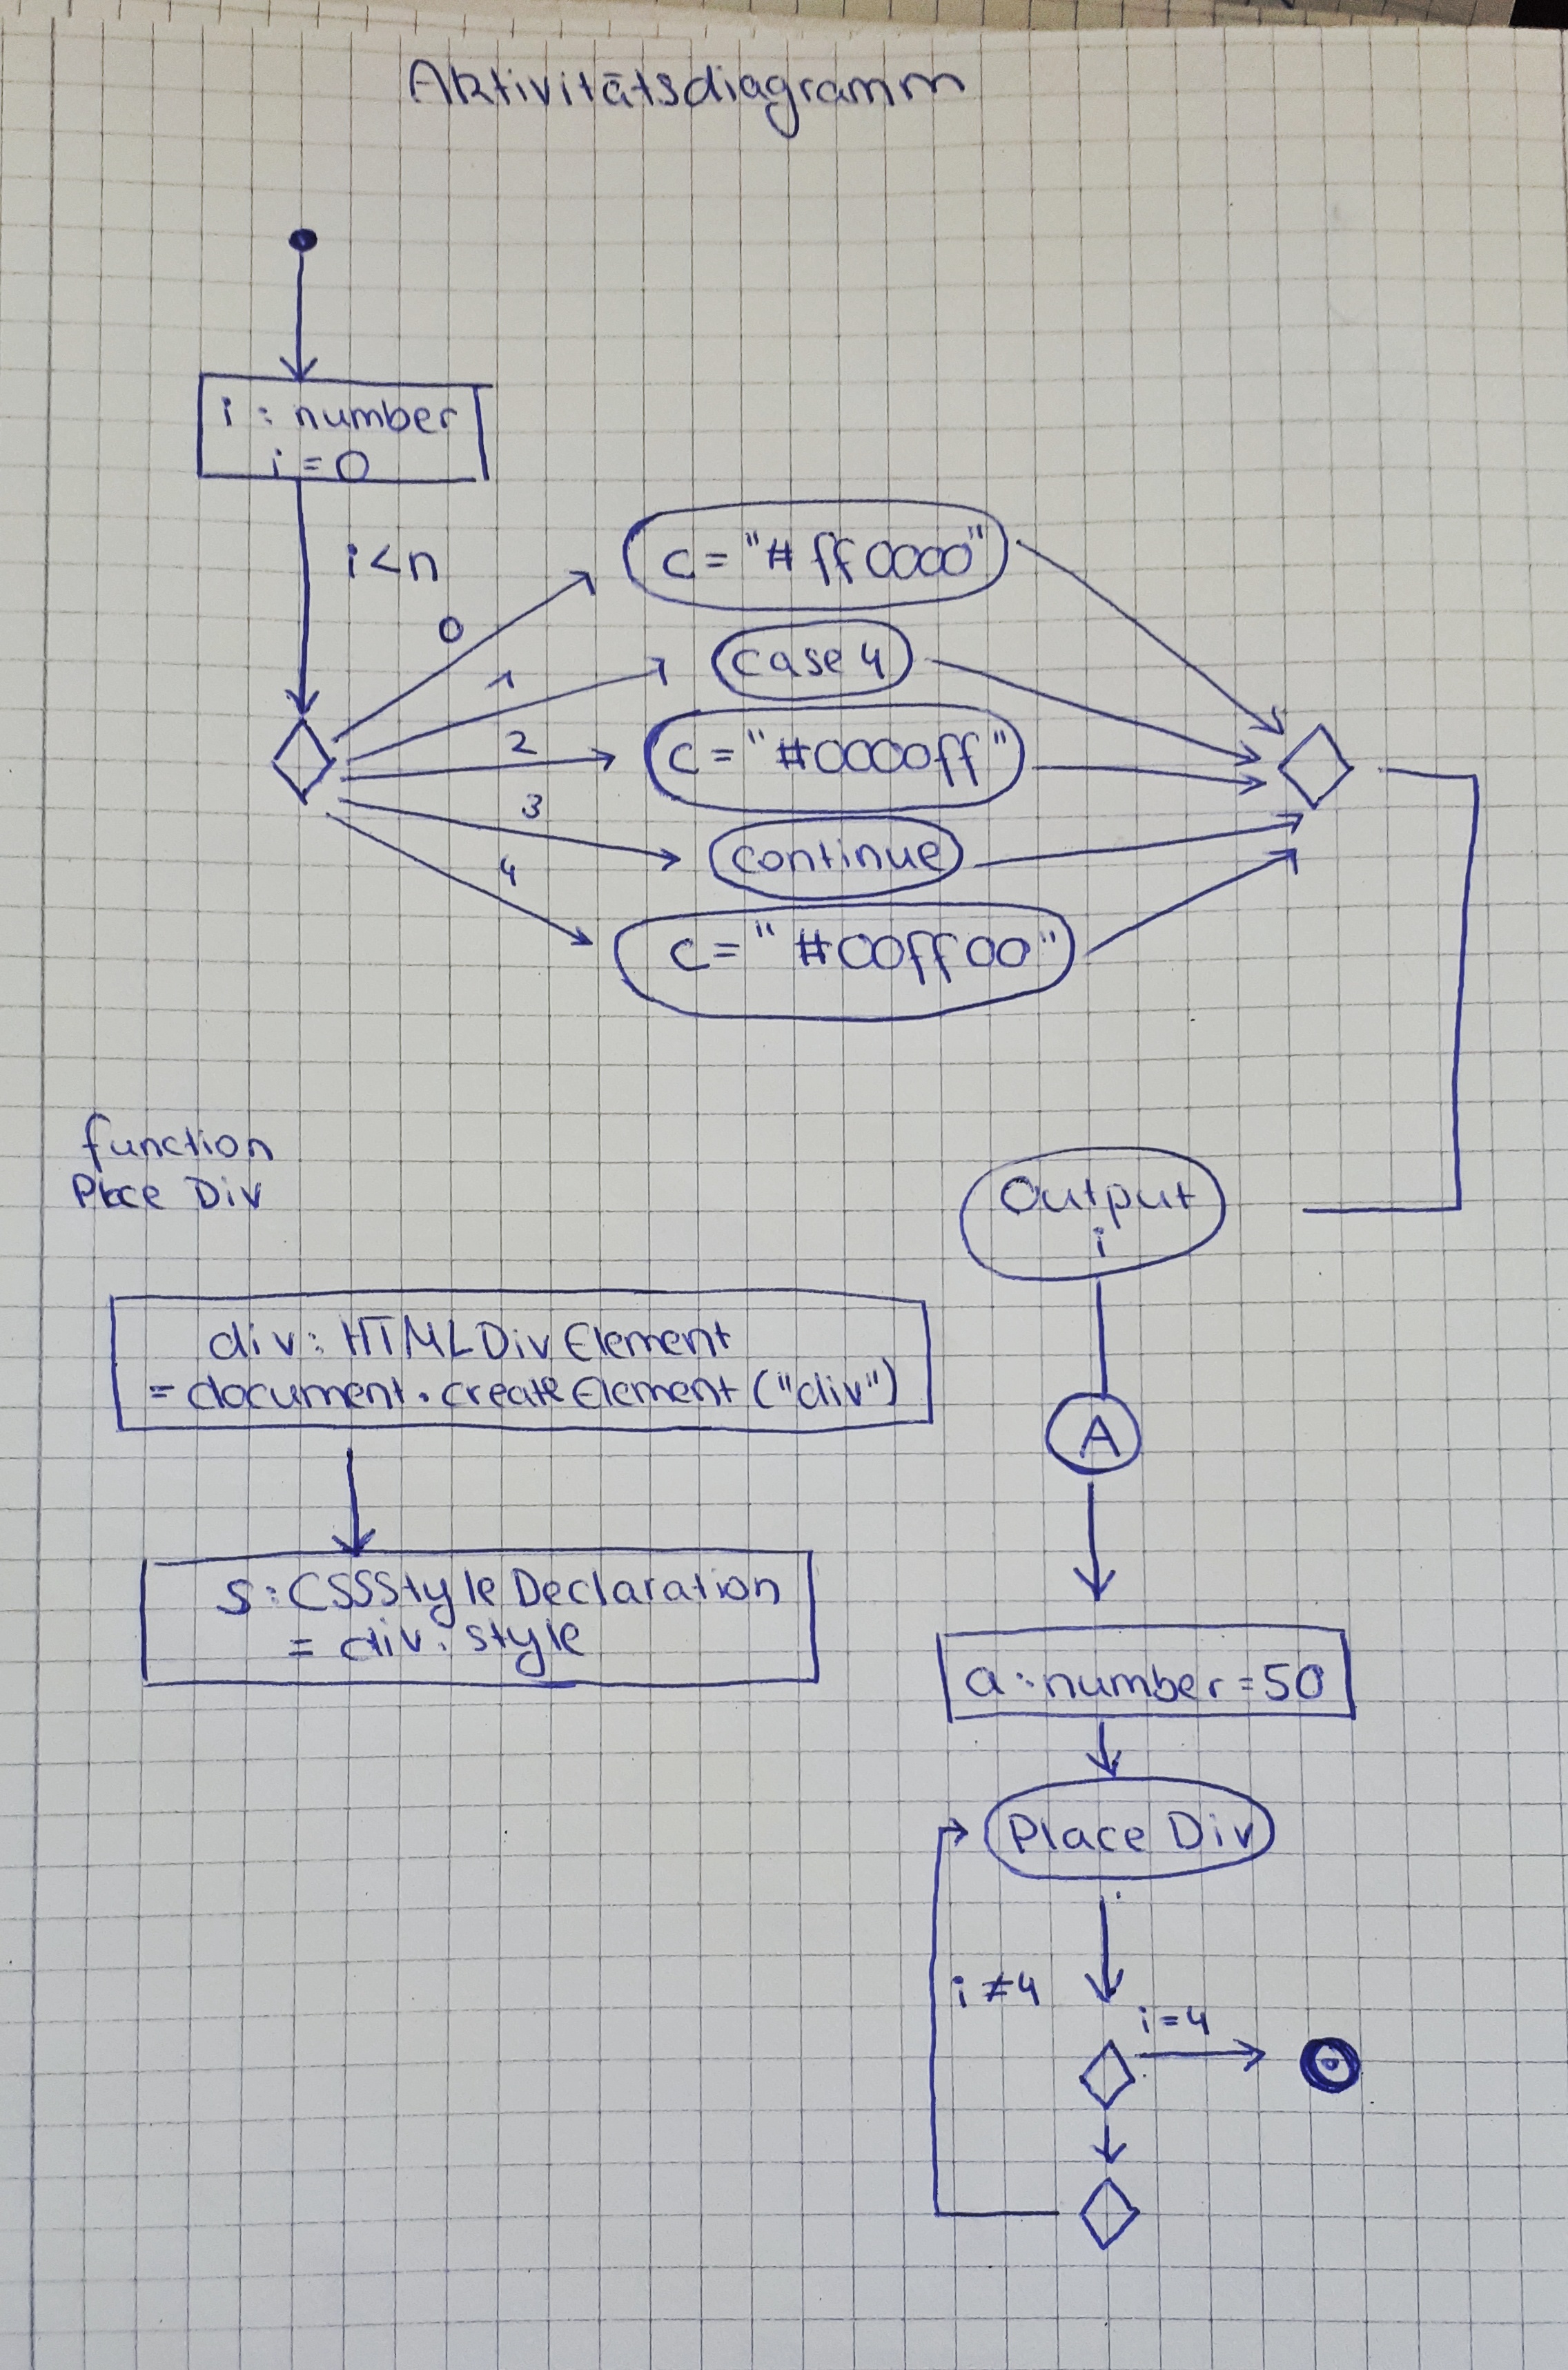 Aktivitätsdiagramm
i : number
i = 0
i < n
0
c = "#ff0000"
1
case 4
2
c = "#0000ff"
3
continue
4
c = "#00ff00"
function
Place Div
Output
i
div : HTMLDivElement
= document.createElement("div")
A
s : CSSStyleDeclaration
= div.style
a : number = 50
Place Div
i ≠ 4
i = 4